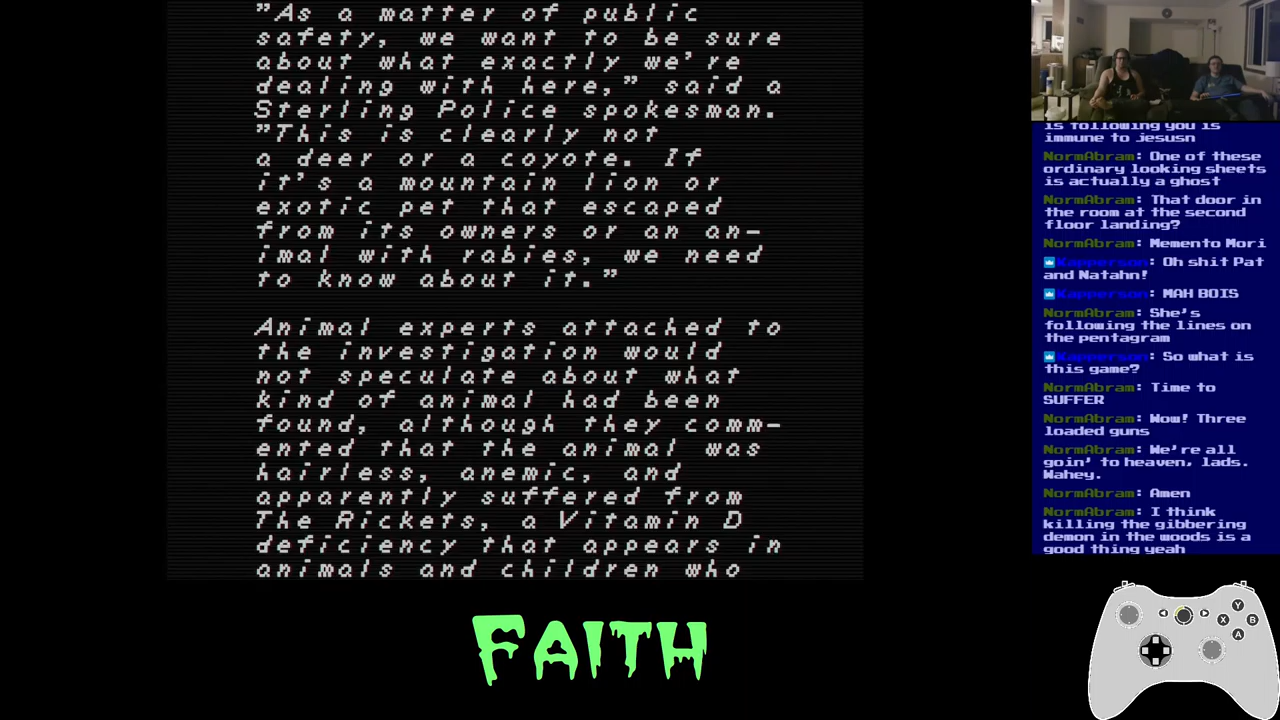 "As a matter of public
safety, we want to be sure
about what exactly we're
dealing with here," said a
Sterling Police spokesman.
"This is clearly not
a deer or a coyote. If
it's a mountain lion or
exotic pet that escaped
from its owners or an an-
imal with rabies, we need
to know about it."
Animal experts attached to
the investigation would
not speculate about what
kind of animal had been
found, although they comm-
ented that the animal was
hairless, anemic, and
apparently suffered from
The Rickets, a Vitamin D
deficiency that appears in
animals and children who
FAITH
is following you is
immune to jesusn
NormAbram: One of these
ordinary looking sheets
is actually a ghost
NormAbram: That door in
the room at the second
floor landing?
NormAbram: Memento Mori
Kapperson: Oh shit Pat
and Natahn!
Kapperson: MAH BOIS
NormAbram: She's
following the lines on
the pentagram
Kapperson: So what is
this game?
NormAbram: Time to
SUFFER
NormAbram: Wow! Three
loaded guns
NormAbram: We're all
goin' to heaven, lads.
Wahey.
NormAbram: Amen
NormAbram: I think
killing the gibbering
demon in the woods is a
good thing yeah
Y
X
B
A